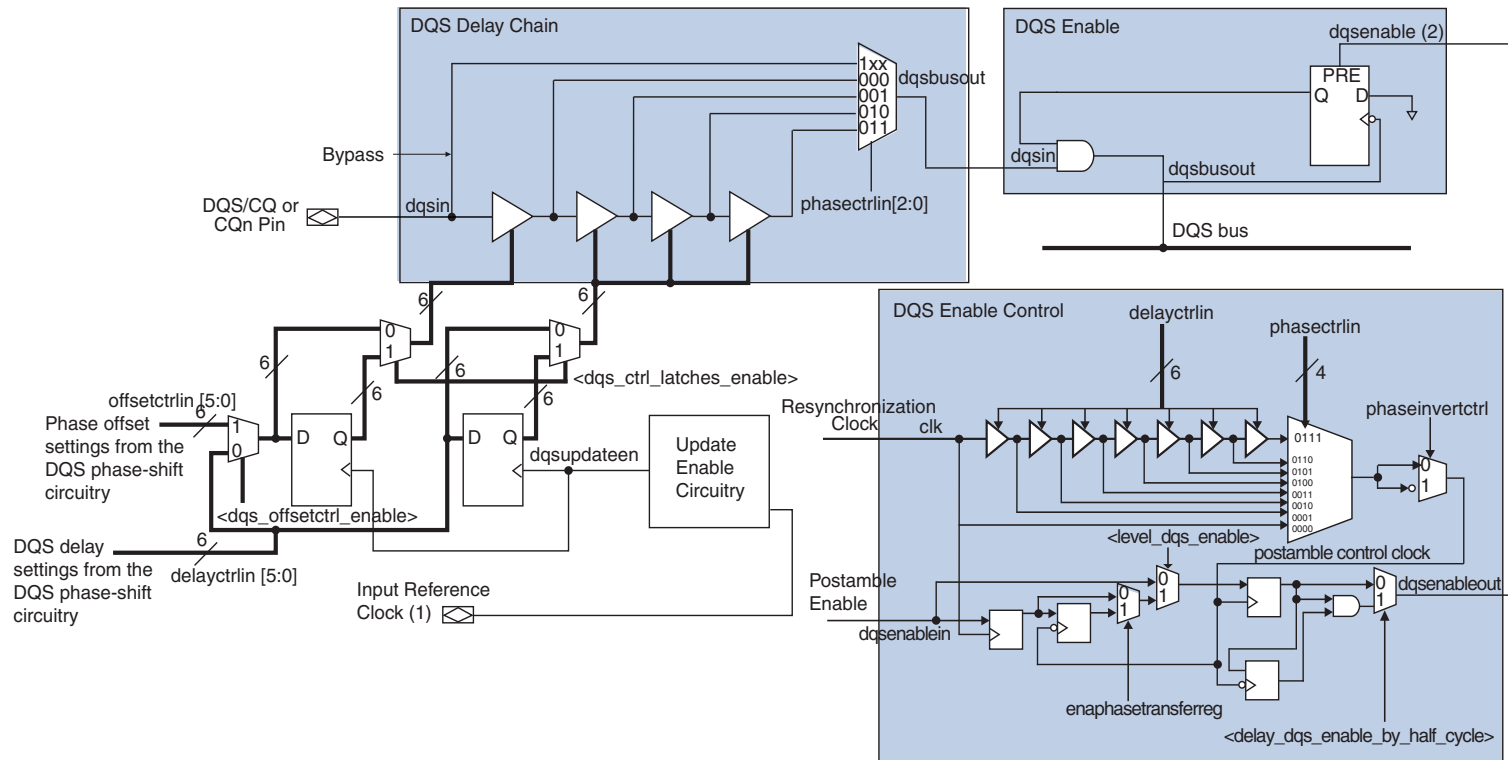 DQS Delay Chain
1xx
000
001
010
011
dqsbusout
Bypass
phasectrlin[2:0]
DQS/CQ or
CQn Pin
dqsin
DQS Enable
dqsenable (2)
PRE
Q
D
dqsin
dqsbusout
DQS bus
6
6
0
1
0
1
6
6
6
6
<dqs_ctrl_latches_enable>
offsetctrlin [5:0]
6
Phase offset
settings from the
DQS phase-shift
circuitry
1
0
D
Q
D
Q
dqsupdateen
Update
Enable
Circuitry
<dqs_offsetctrl_enable>
6
DQS delay
settings from the
DQS phase-shift
circuitry
delayctrlin [5:0]
Input Reference
Clock (1)
DQS Enable Control
delayctrlin
6
phasectrlin
4
Resynchronization
Clock
clk
0111
0110
0101
0100
0011
0010
0001
0000
phaseinvertctrl
0
1
<level_dqs_enable>
postamble control clock
Postamble
Enable
dqsenablein
0
1
0
1
0
1
dqsenableout
enaphasetransferreg
<delay_dqs_enable_by_half_cycle>